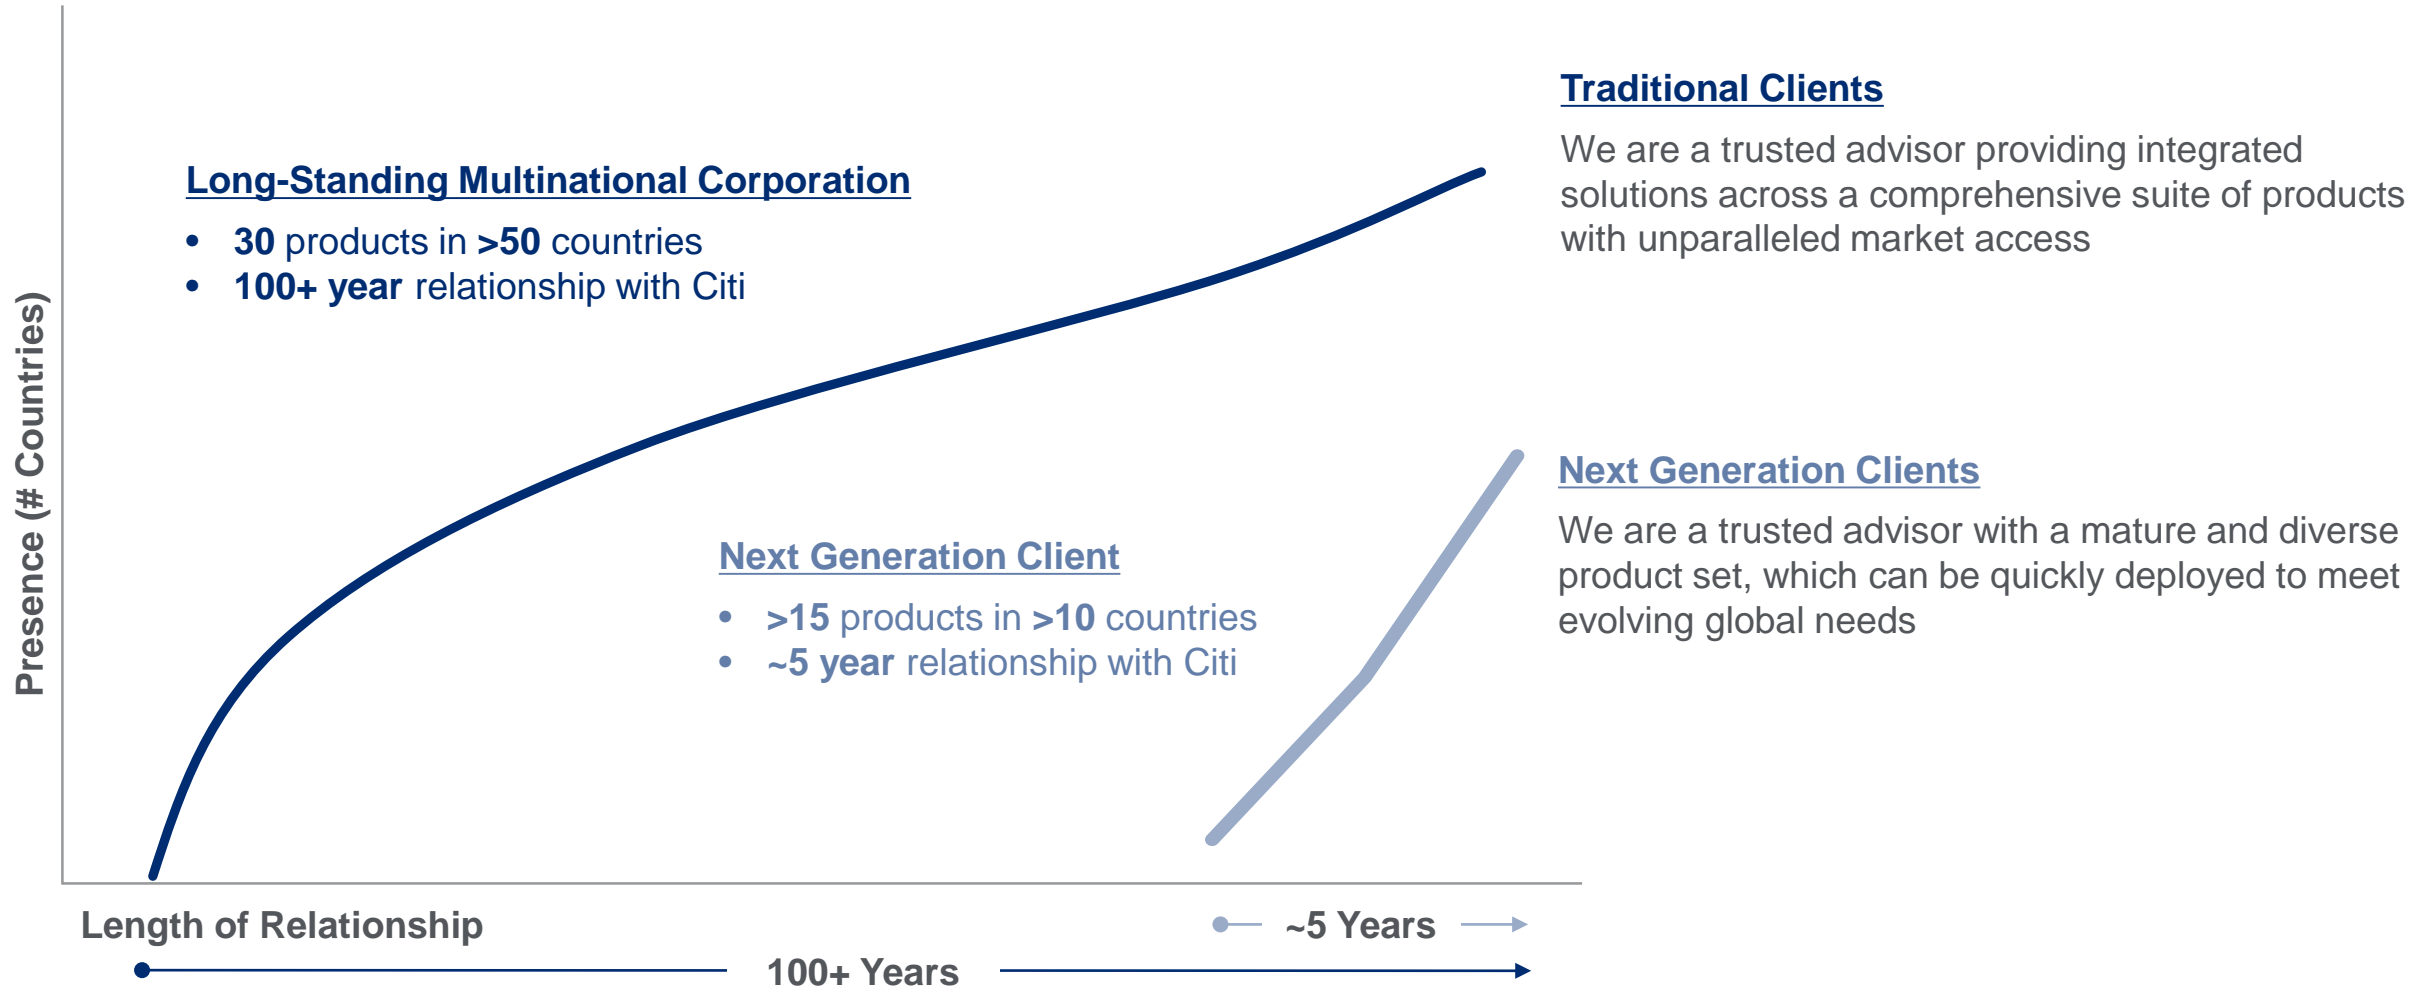 Presence (# Countries)
Long-Standing Multinational Corporation
• 30 products in >50 countries
• 100+ year relationship with Citi
Traditional Clients
We are a trusted advisor providing integrated
solutions across a comprehensive suite of products
with unparalleled market access
Next Generation Client
• >15 products in >10 countries
• ~5 year relationship with Citi
Next Generation Clients
We are a trusted advisor with a mature and diverse
product set, which can be quickly deployed to meet
evolving global needs
Length of Relationship
~5 Years
100+ Years